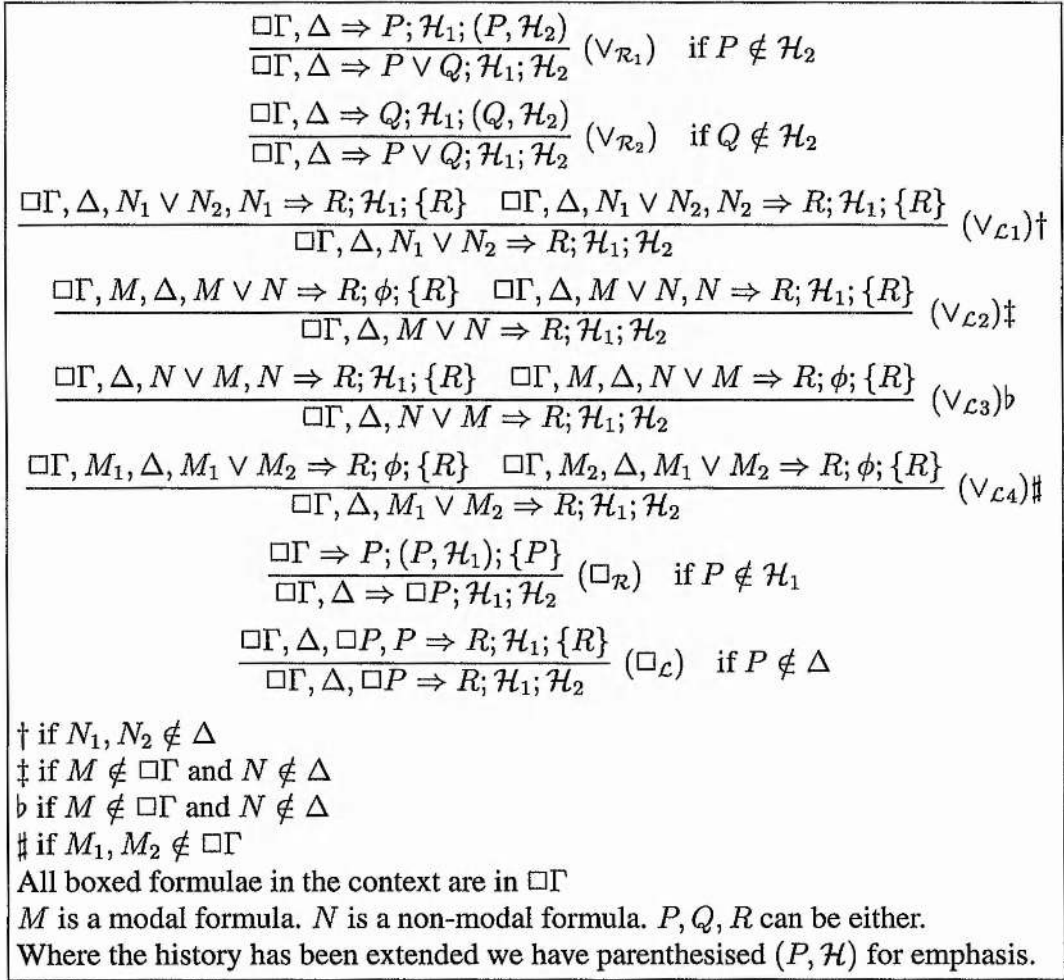 □Γ, Δ ⇒ P; ℋ₁; (P, ℋ₂)
□Γ, Δ ⇒ P ∨ Q; ℋ₁; ℋ₂ (∨ℛ₁) if P ∉ ℋ₂
□Γ, Δ ⇒ Q; ℋ₁; (Q, ℋ₂)
□Γ, Δ ⇒ P ∨ Q; ℋ₁; ℋ₂ (∨ℛ₂) if Q ∉ ℋ₂
□Γ, Δ, N₁ ∨ N₂, N₁ ⇒ R; ℋ₁; {R} □Γ, Δ, N₁ ∨ N₂, N₂ ⇒ R; ℋ₁; {R}
□Γ, Δ, N₁ ∨ N₂ ⇒ R; ℋ₁; ℋ₂ (∨ℒ1)†
□Γ, M, Δ, M ∨ N ⇒ R; ϕ; {R} □Γ, Δ, M ∨ N, N ⇒ R; ℋ₁; {R}
□Γ, Δ, M ∨ N ⇒ R; ℋ₁; ℋ₂ (∨ℒ2)‡
□Γ, Δ, N ∨ M, N ⇒ R; ℋ₁; {R} □Γ, M, Δ, N ∨ M ⇒ R; ϕ; {R}
□Γ, Δ, N ∨ M ⇒ R; ℋ₁; ℋ₂ (∨ℒ3)♭
□Γ, M₁, Δ, M₁ ∨ M₂ ⇒ R; ϕ; {R} □Γ, M₂, Δ, M₁ ∨ M₂ ⇒ R; ϕ; {R}
□Γ, Δ, M₁ ∨ M₂ ⇒ R; ℋ₁; ℋ₂ (∨ℒ4)♯
□Γ ⇒ P; (P, ℋ₁); {P}
□Γ, Δ ⇒ □P; ℋ₁; ℋ₂ (□ℛ) if P ∉ ℋ₁
□Γ, Δ, □P, P ⇒ R; ℋ₁; {R}
□Γ, Δ, □P ⇒ R; ℋ₁; ℋ₂ (□ℒ) if P ∉ Δ
† if N₁, N₂ ∉ Δ
‡ if M ∉ □Γ and N ∉ Δ
♭ if M ∉ □Γ and N ∉ Δ
♯ if M₁, M₂ ∉ □Γ
All boxed formulae in the context are in □Γ
M is a modal formula. N is a non-modal formula. P, Q, R can be either.
Where the history has been extended we have parenthesised (P, ℋ) for emphasis.